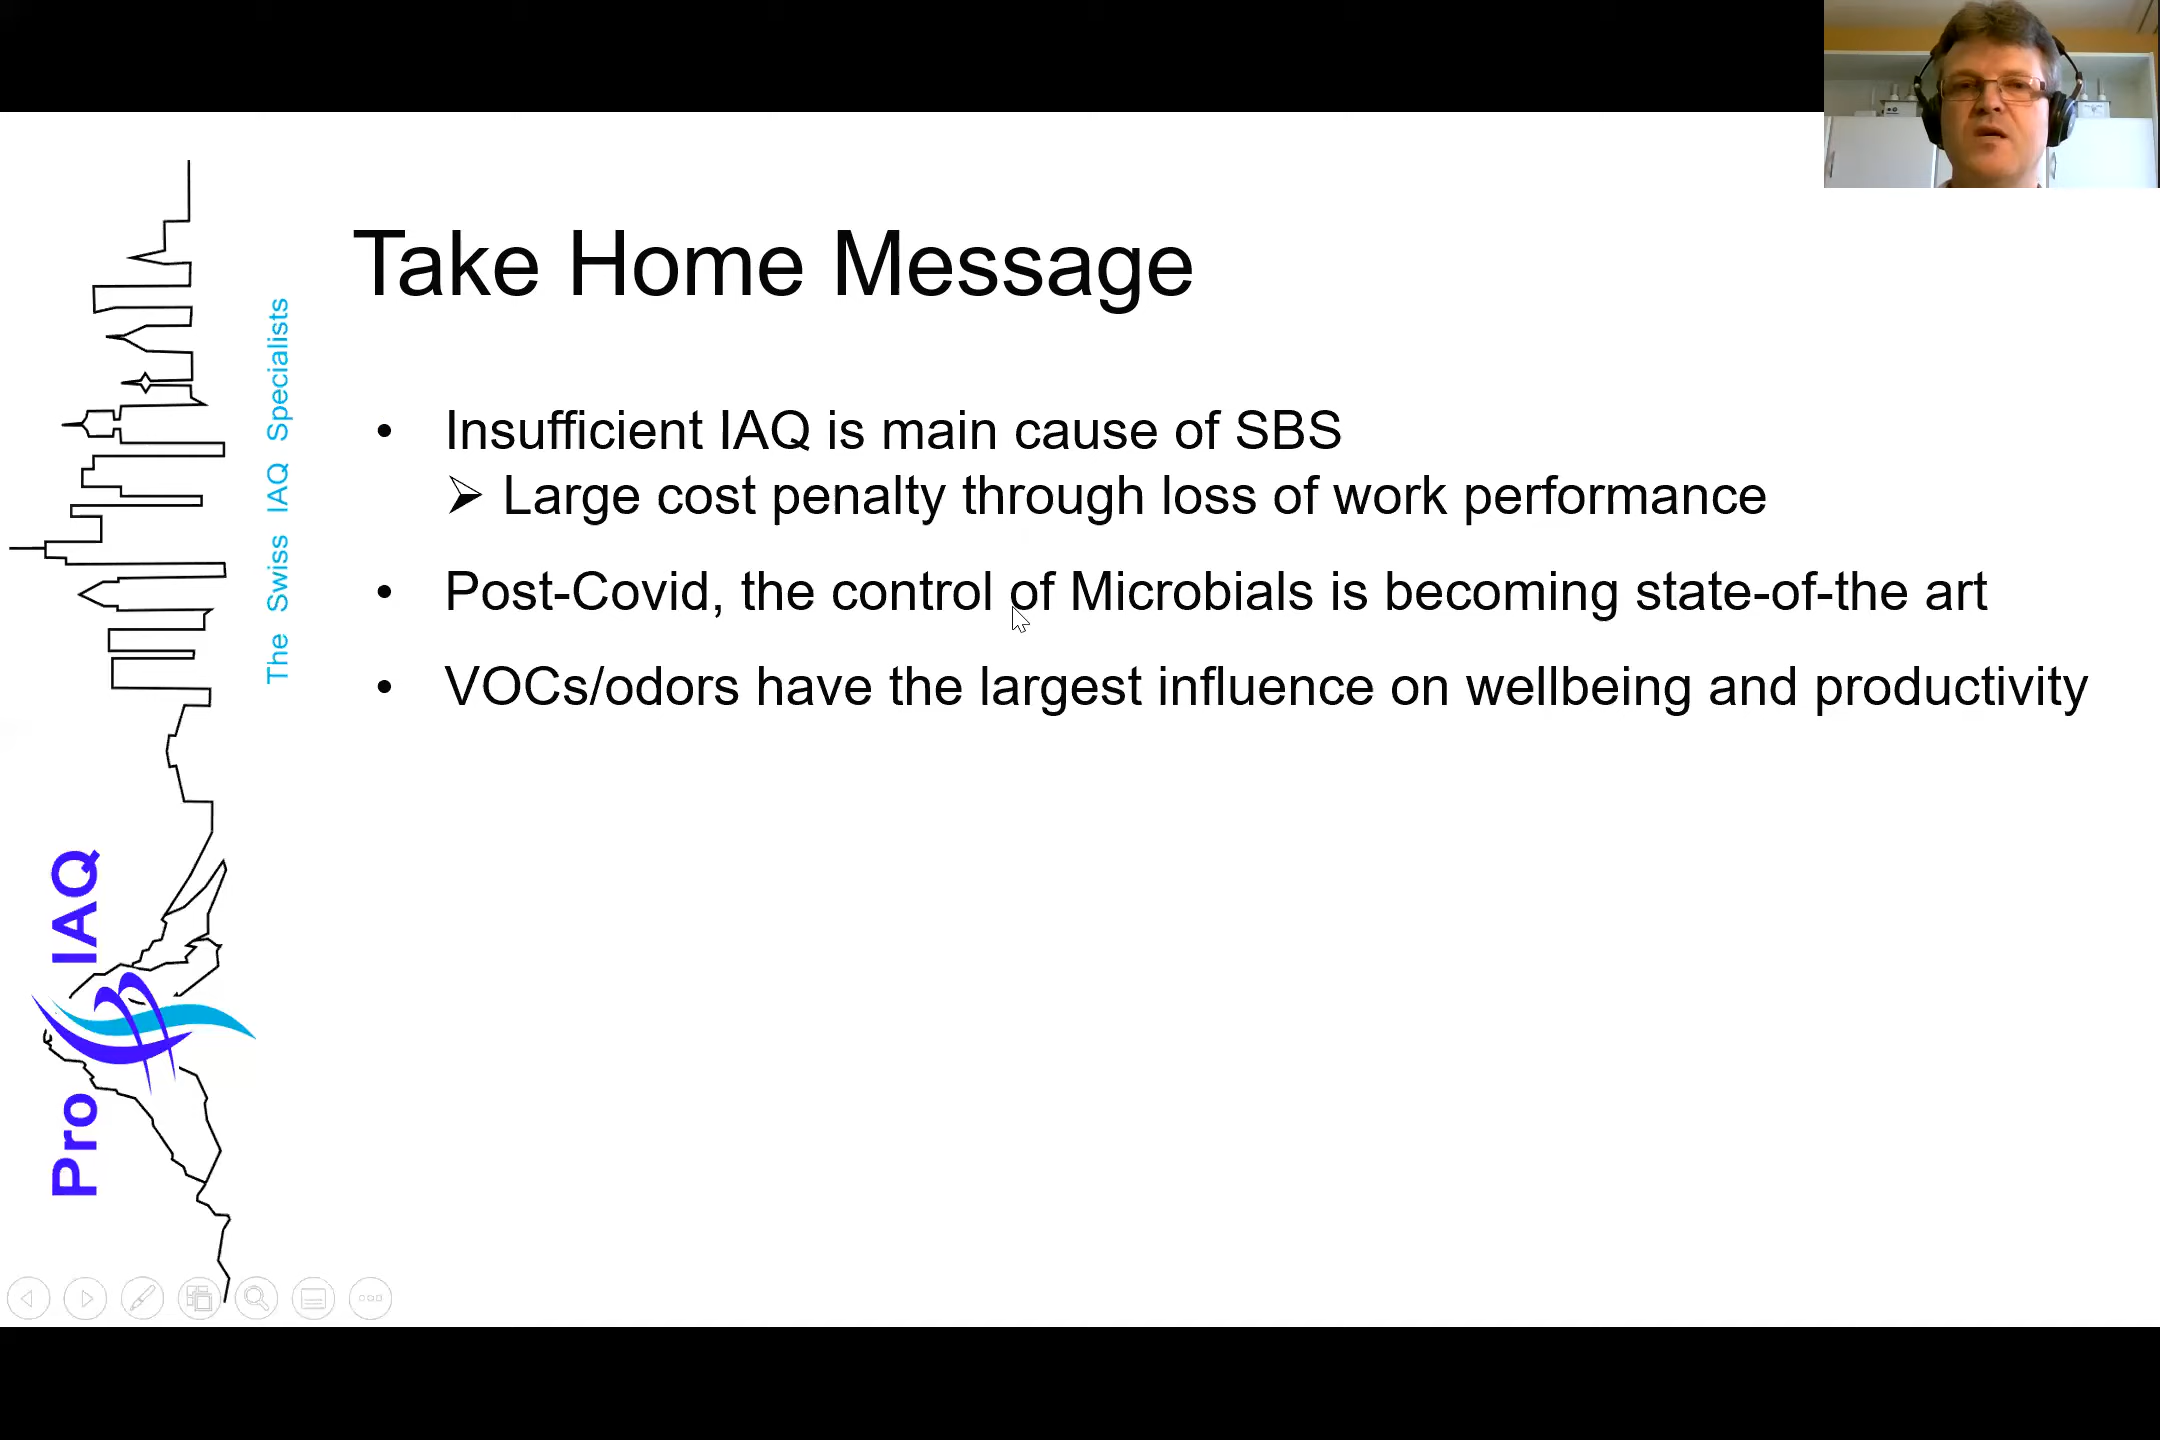 Take Home Message
• Insufficient IAQ is main cause of SBS
➢ Large cost penalty through loss of work performance
• Post-Covid, the control of Microbials is becoming state-of-the art
• VOCs/odors have the largest influence on wellbeing and productivity
The Swiss IAQ Specialists
Pro IAQ